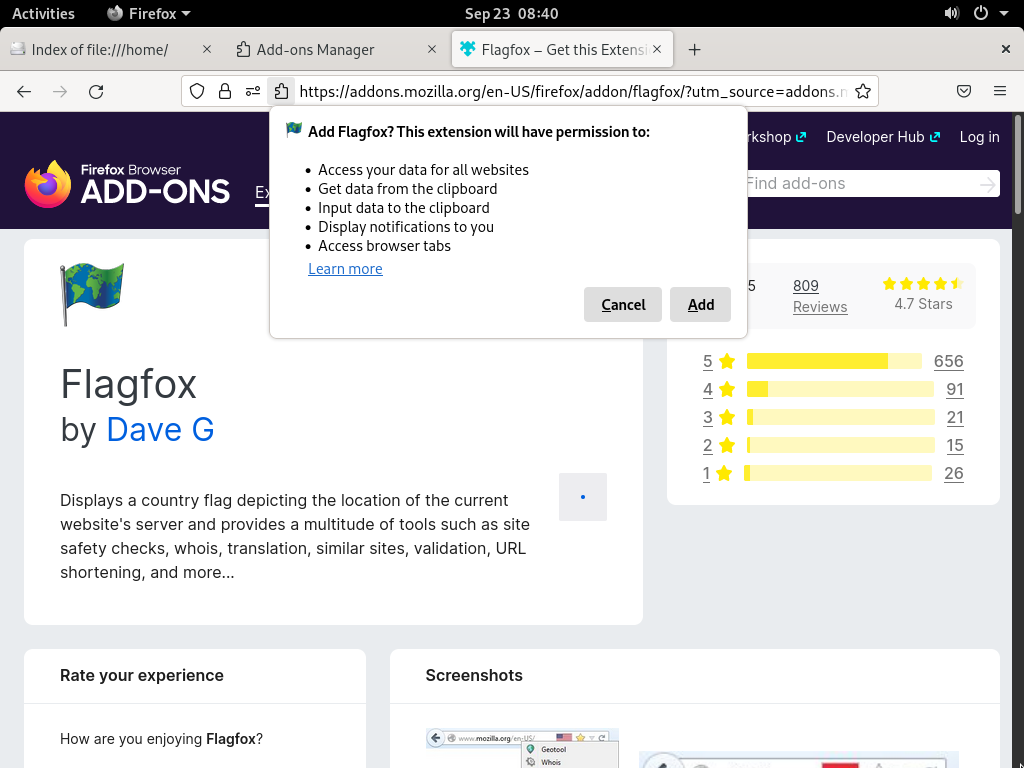 Activities
Firefox
Sep 23 08:40
Index of file:///home/
Add-ons Manager
Flagfox – Get this Extensi
https://addons.mozilla.org/en-US/firefox/addon/flagfox/?utm_source=addons.m
Add Flagfox? This extension will have permission to:
• Access your data for all websites
• Get data from the clipboard
• Input data to the clipboard
• Display notifications to you
• Access browser tabs
Learn more
Cancel
Add
rkshop
Developer Hub
Log in
Firefox Browser
ADD-ONS
Ex
Find add-ons
5
809
Reviews
4.7 Stars
5 656
4 91
3 21
2 15
1 26
Flagfox
by Dave G
Displays a country flag depicting the location of the current
website's server and provides a multitude of tools such as site
safety checks, whois, translation, similar sites, validation, URL
shortening, and more...
Rate your experience
How are you enjoying Flagfox?
Screenshots
www.mozilla.org/en-US/
Geotool
Whois